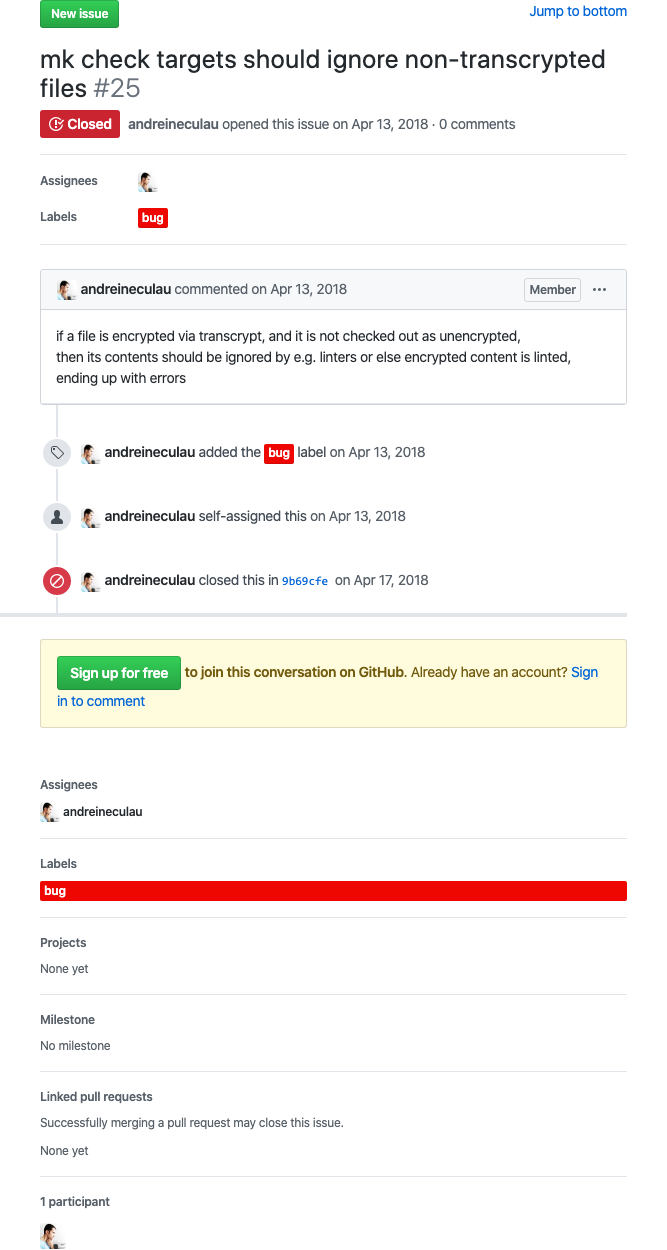 New issue
Jump to bottom
mk check targets should ignore non-transcrypted
files #25
Closed andreineculau opened this issue on Apr 13, 2018 · 0 comments
Assignees
Labels bug
andreineculau commented on Apr 13, 2018 Member ···
if a file is encrypted via transcrypt, and it is not checked out as unencrypted,
then its contents should be ignored by e.g. linters or else encrypted content is linted,
ending up with errors
andreineculau added the bug label on Apr 13, 2018
andreineculau self-assigned this on Apr 13, 2018
andreineculau closed this in 9b69cfe on Apr 17, 2018
Sign up for free to join this conversation on GitHub. Already have an account? Sign
in to comment
Assignees
andreineculau
Labels
bug
Projects
None yet
Milestone
No milestone
Linked pull requests
Successfully merging a pull request may close this issue.
None yet
1 participant